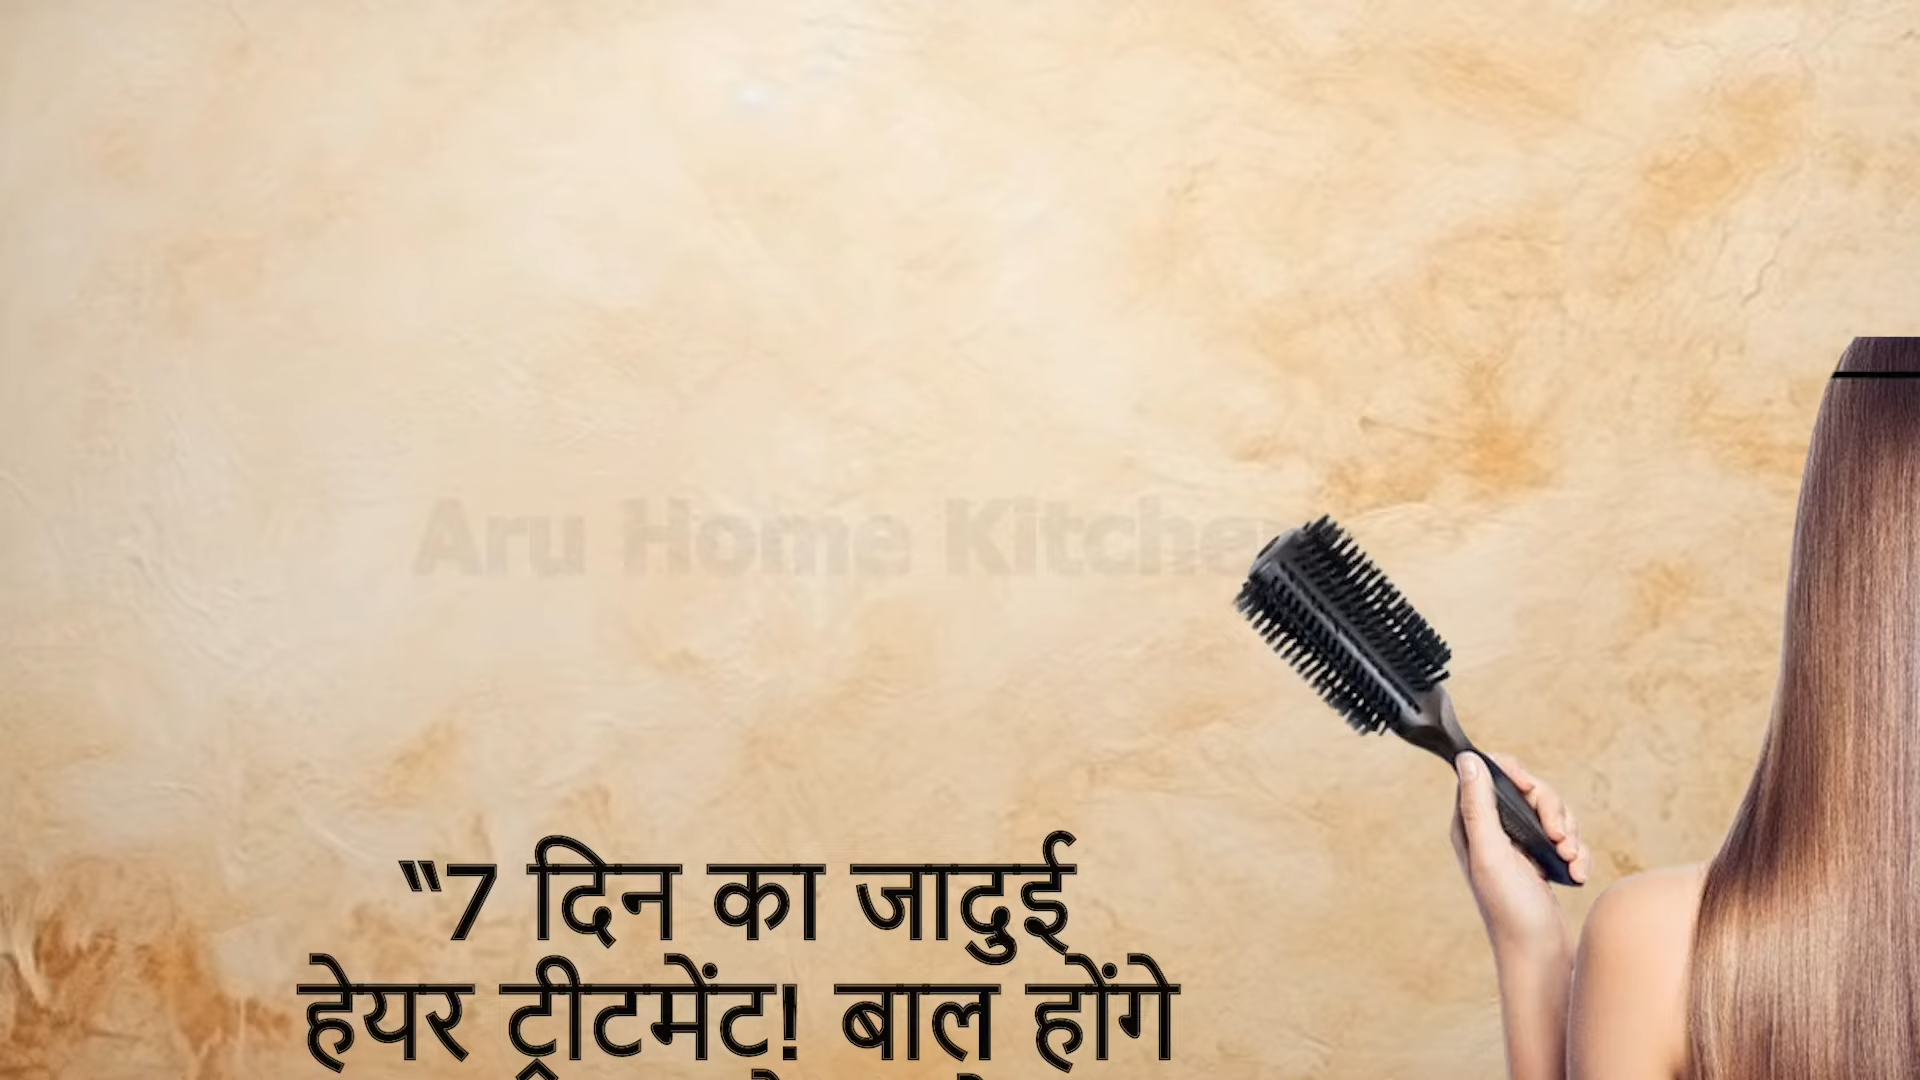 Aru Home Kitchen
"7 दिन का जादुई
हेयर ट्रीटमेंट! बाल होंगे